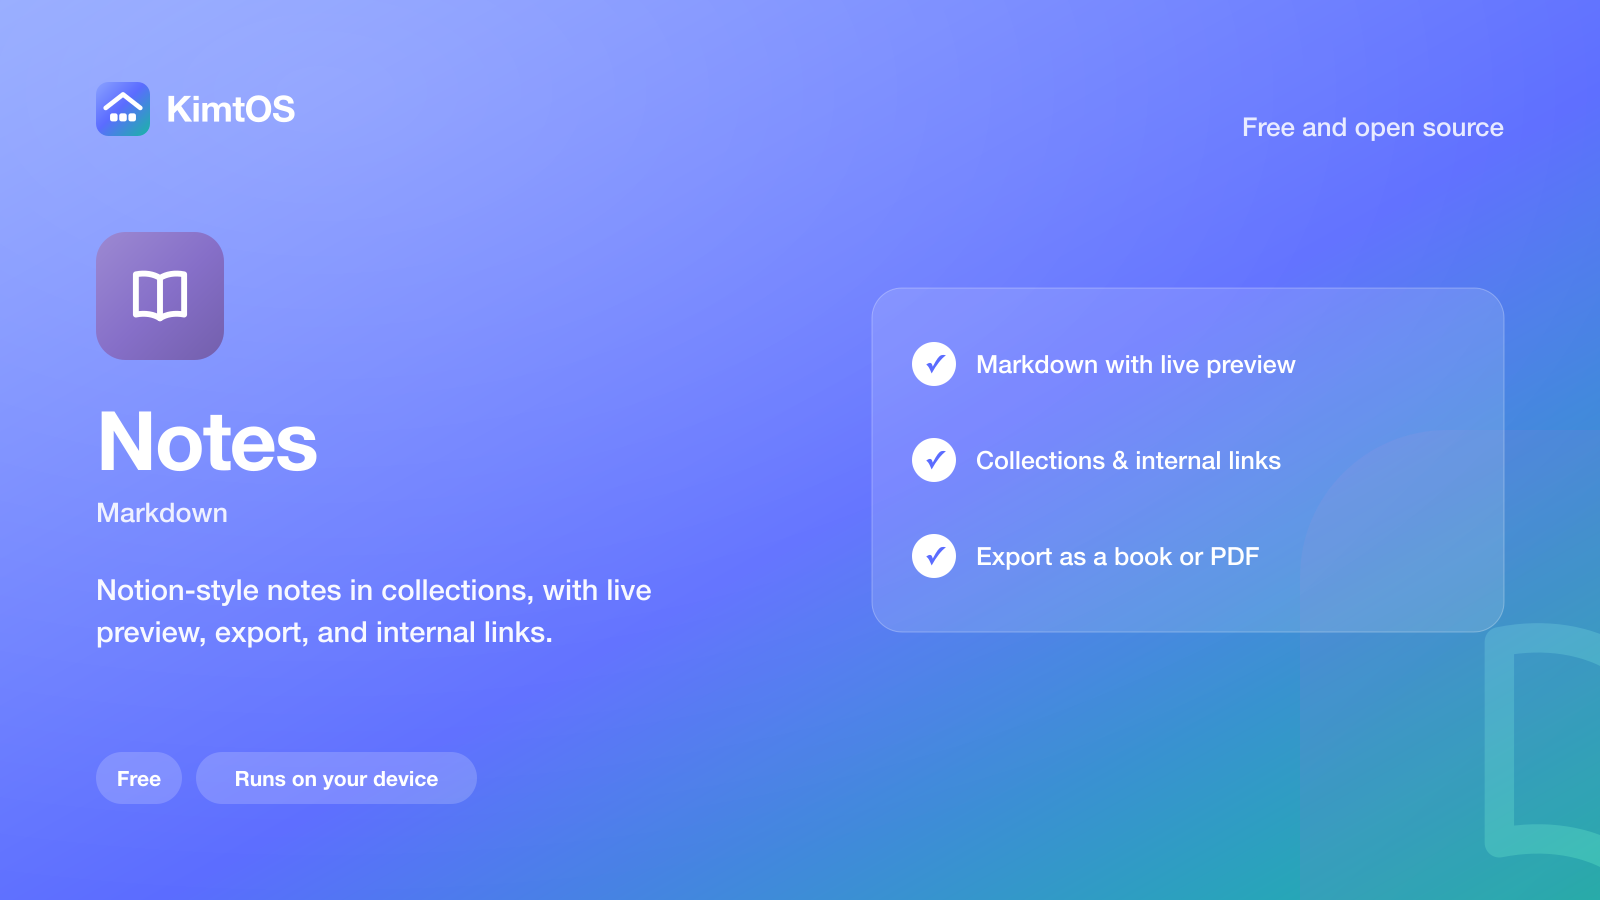 KimtOS
Free and open source
Notes
Markdown
Notion-style notes in collections, with live
preview, export, and internal links.
Markdown with live preview
Collections & internal links
Export as a book or PDF
Free
Runs on your device